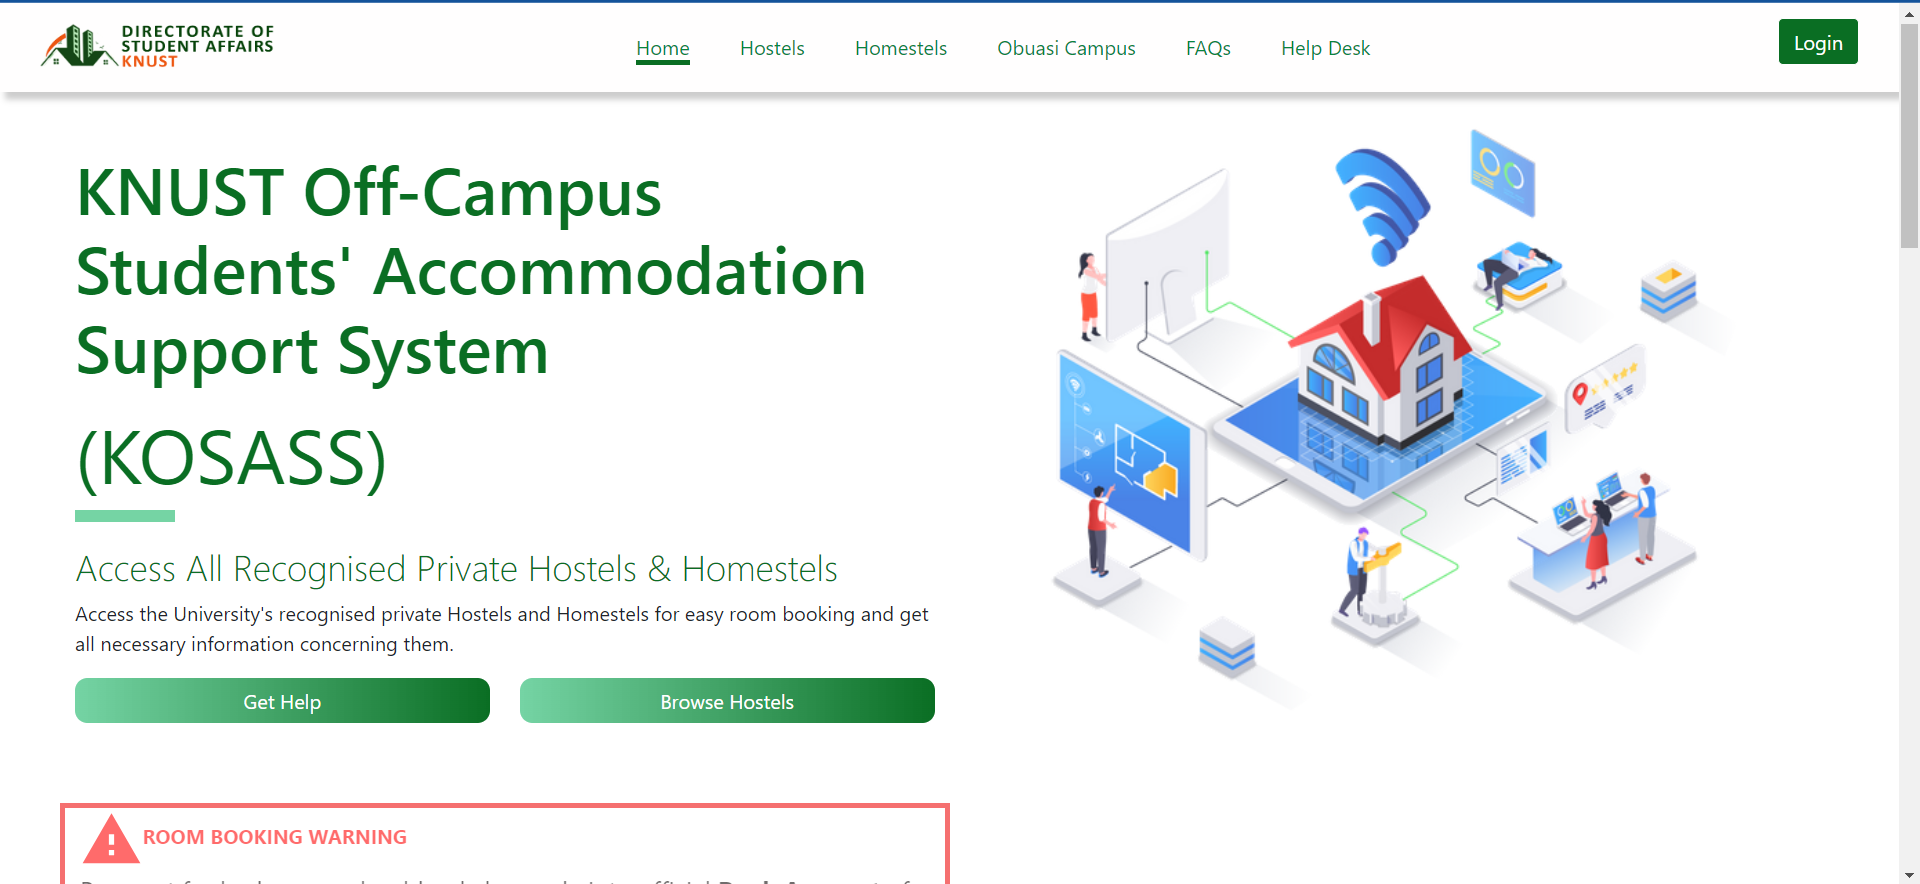 DIRECTORATE OF
STUDENT AFFAIRS
KNUST
Home
Hostels
Homestels
Obuasi Campus
FAQs
Help Desk
Login
KNUST Off-Campus
Students' Accommodation
Support System
(KOSASS)
Access All Recognised Private Hostels & Homestels
Access the University's recognised private Hostels and Homestels for easy room booking and get
all necessary information concerning them.
Get Help
Browse Hostels
ROOM BOOKING WARNING